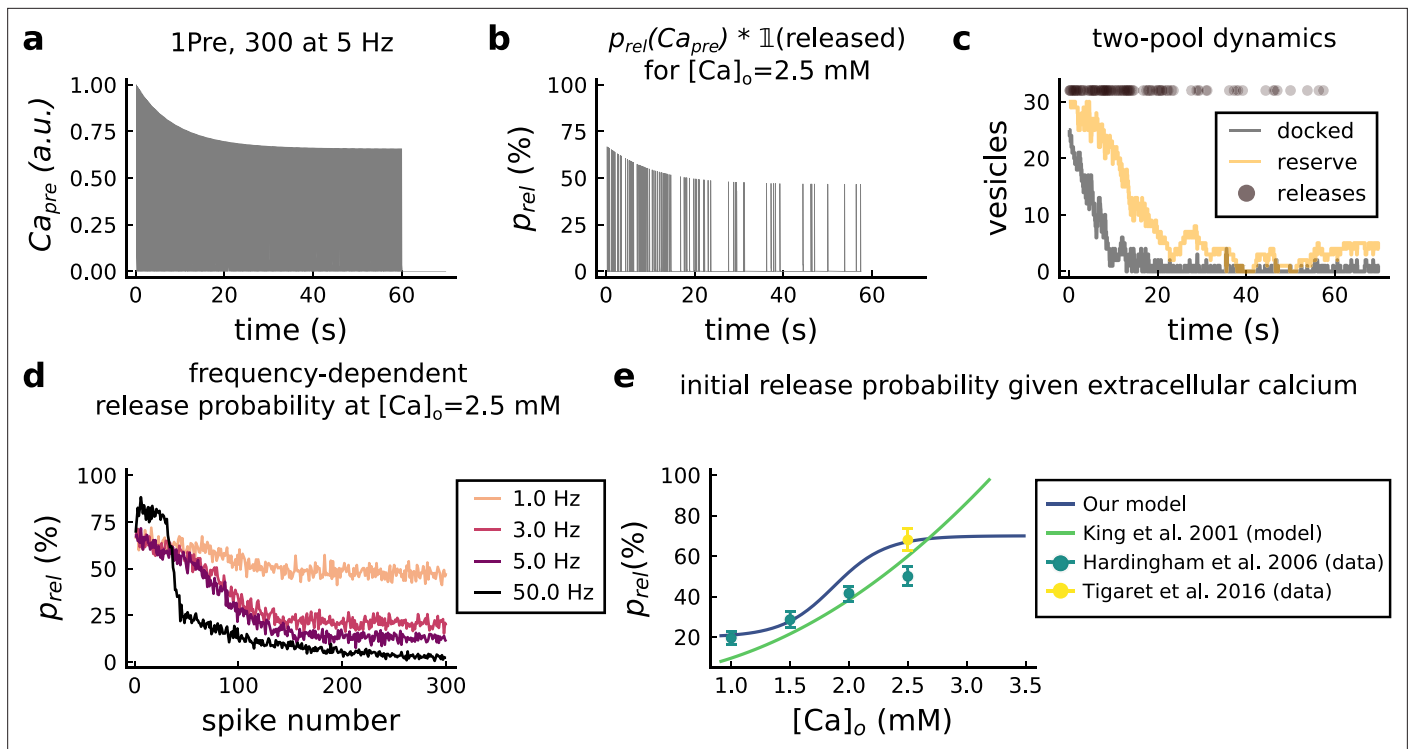 a
1Pre, 300 at 5 Hz
Ca_pre (a.u.)
1.00
0.75
0.50
0.25
0.00
0 20 40 60
time (s)
b
p_rel(Ca_pre) * 𝟙(released)
for [Ca]ₒ=2.5 mM
p_rel (%)
100
75
50
25
0
0 20 40 60
time (s)
c
two-pool dynamics
vesicles
30
20
10
0
docked
reserve
releases
0 20 40 60
time (s)
d
frequency-dependent
release probability at [Ca]ₒ=2.5 mM
p_rel (%)
100
75
50
25
0
1.0 Hz
3.0 Hz
5.0 Hz
50.0 Hz
0 100 200 300
spike number
e
initial release probability given extracellular calcium
p_rel(%)
100
80
60
40
20
Our model
King et al. 2001 (model)
Hardingham et al. 2006 (data)
Tigaret et al. 2016 (data)
1.0 1.5 2.0 2.5 3.0 3.5
[Ca]ₒ (mM)